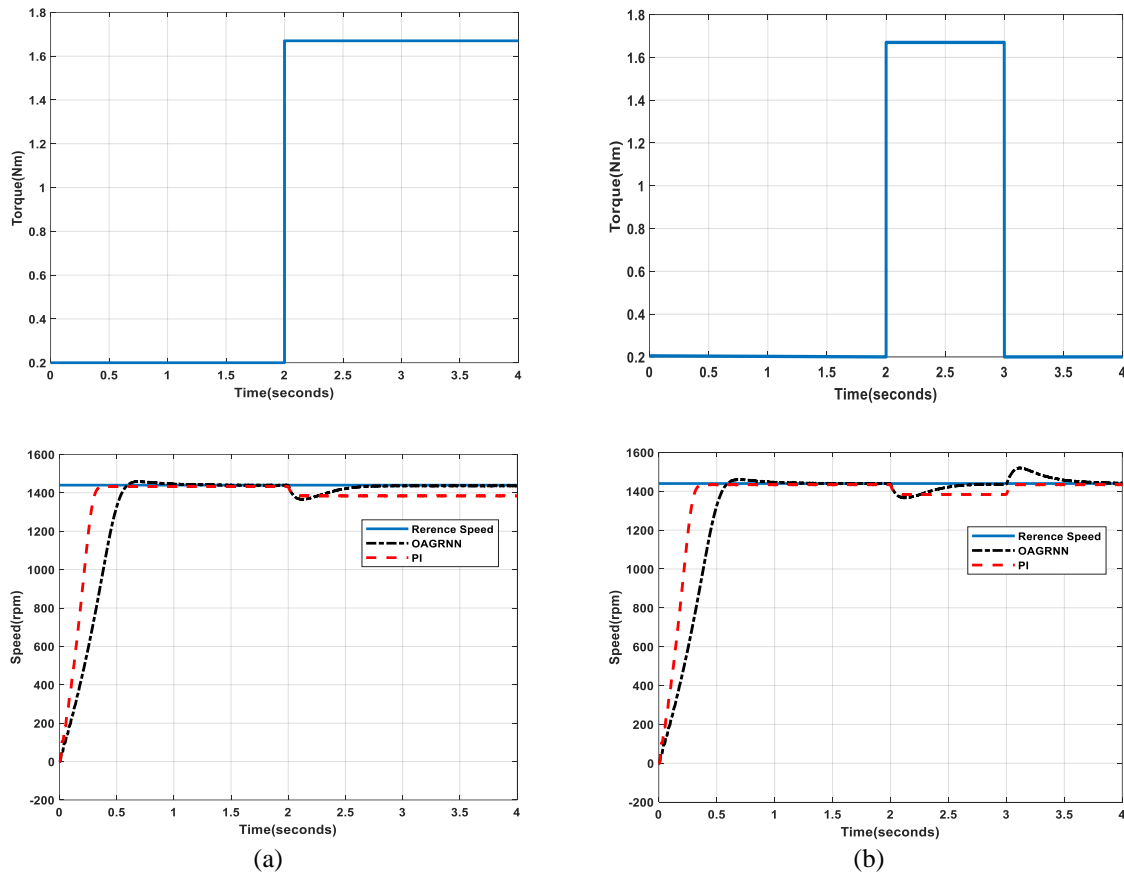 1.8
1.6
1.4
1.2
1
0.8
0.6
0.4
0.2
Torque(Nm)
0 0.5 1 1.5 2 2.5 3 3.5 4
Time(seconds)
1.8
1.6
1.4
1.2
1
0.8
0.6
0.4
0.2
Torque(Nm)
0 0.5 1 1.5 2 2.5 3 3.5 4
Time(seconds)
1600
1400
1200
1000
800
600
400
200
0
-200
Speed(rpm)
Rerence Speed
OAGRNN
PI
0 0.5 1 1.5 2 2.5 3 3.5 4
Time(seconds)
(a)
1600
1400
1200
1000
800
600
400
200
0
-200
Speed(rpm)
Rerence Speed
OAGRNN
PI
0 0.5 1 1.5 2 2.5 3 3.5 4
Time(seconds)
(b)